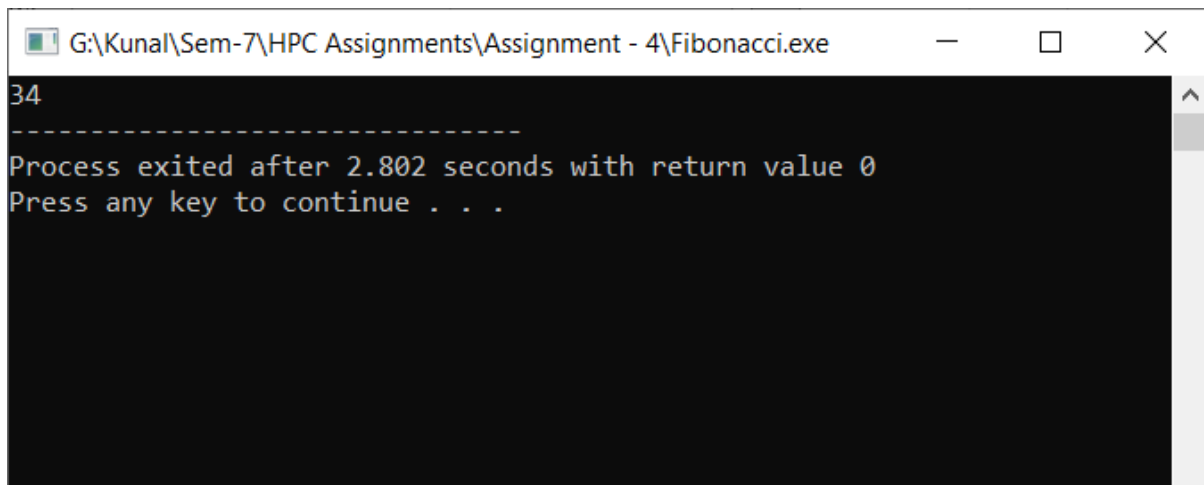 G:\Kunal\Sem-7\HPC Assignments\Assignment - 4\Fibonacci.exe
34
--------------------------------
Process exited after 2.802 seconds with return value 0
Press any key to continue . . .